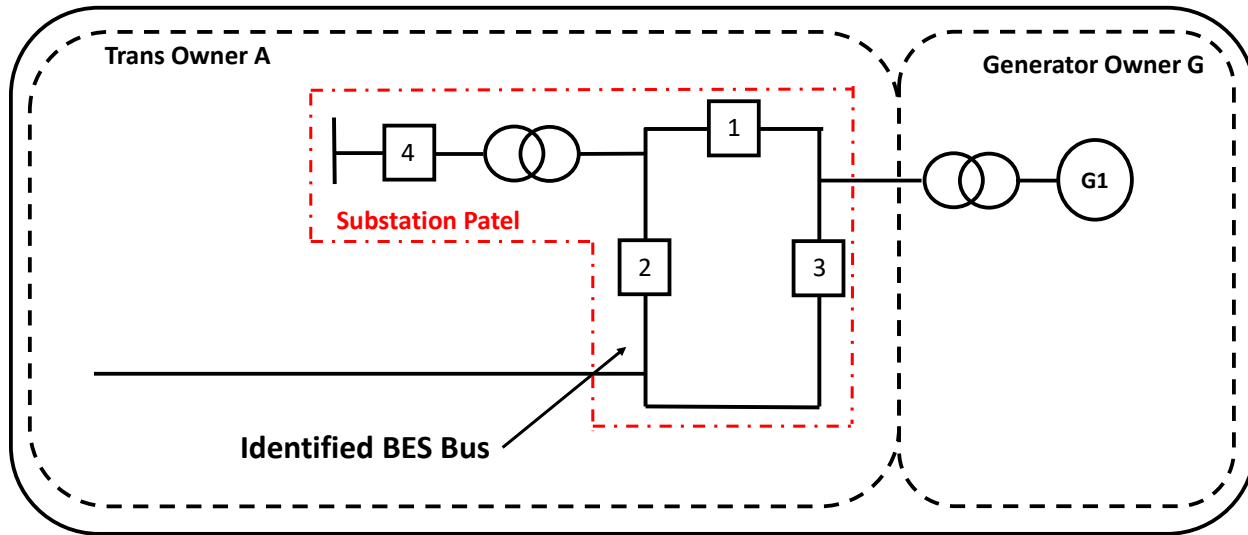 Trans Owner A
Generator Owner G
1
4
G1
Substation Patel
2
3
Identified BES Bus